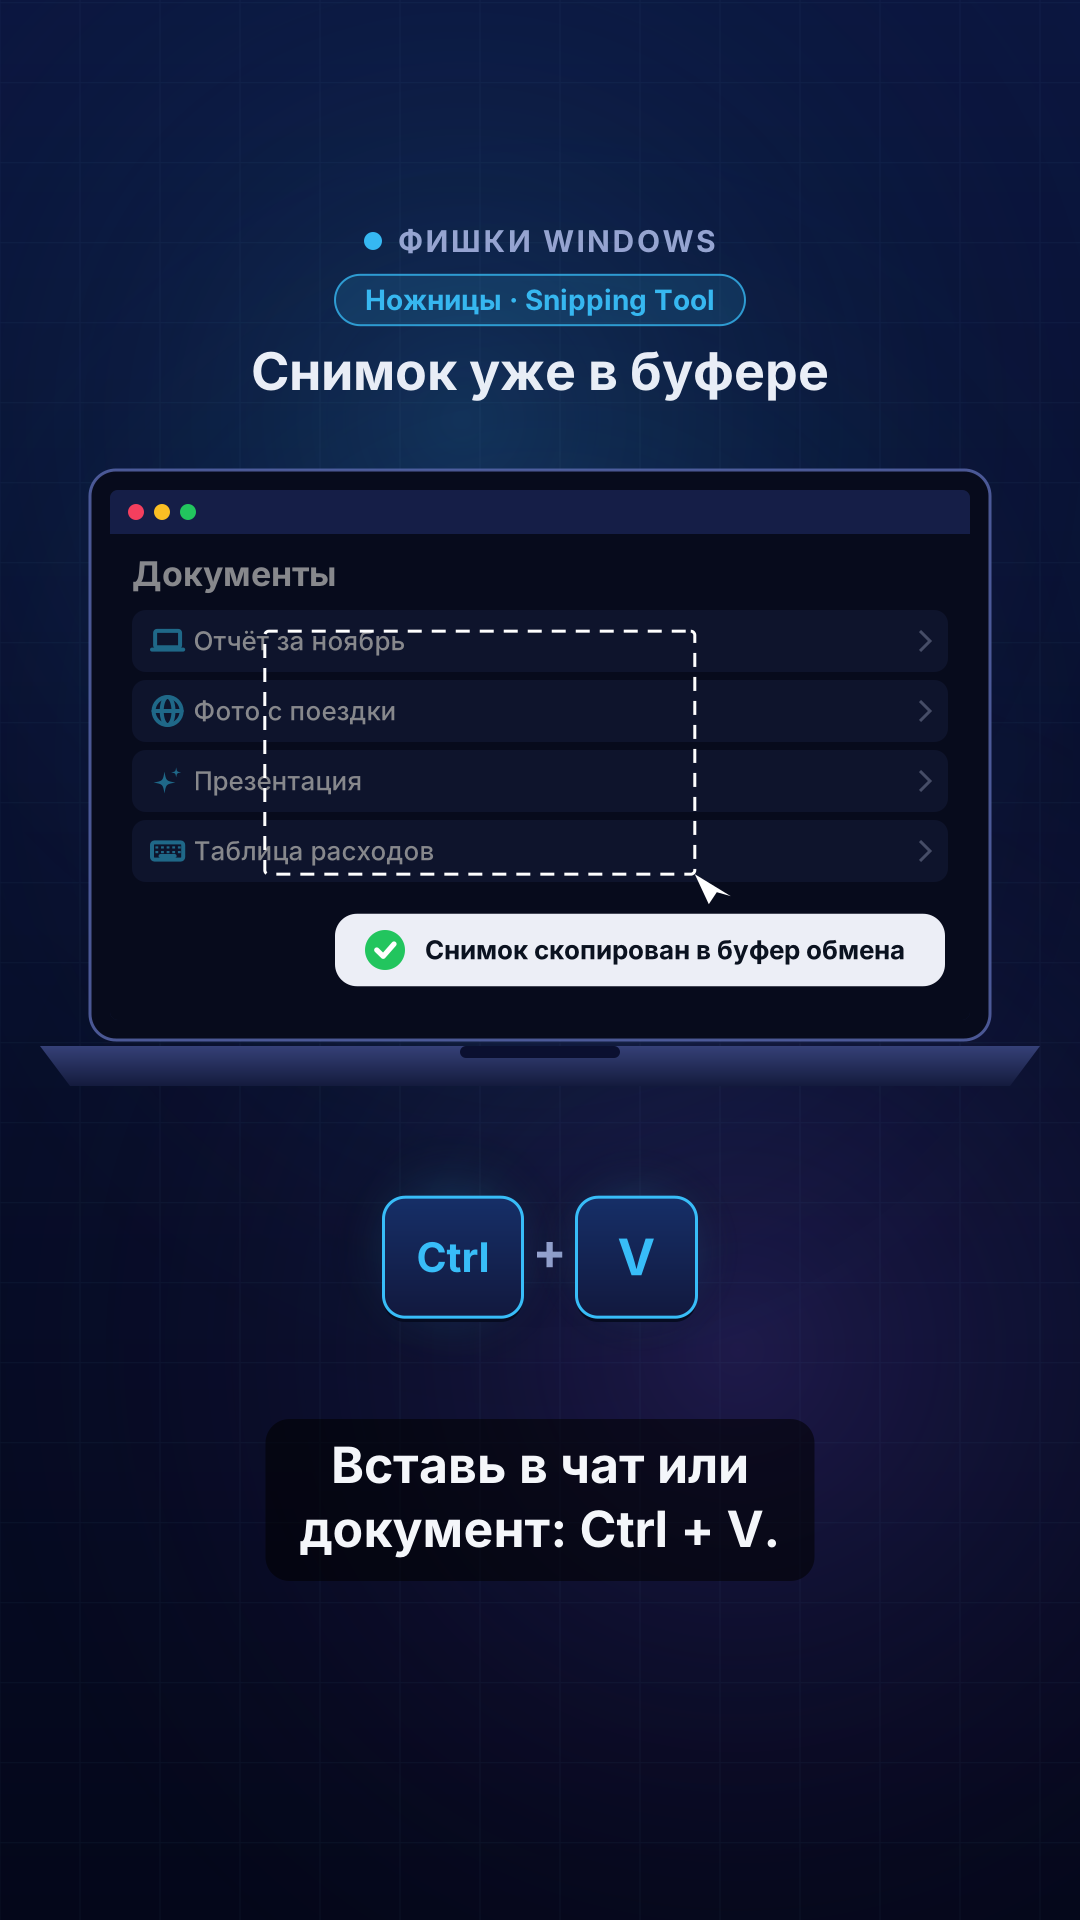 ФИШКИ WINDOWS
Ножницы · Snipping Tool
Снимок уже в буфере
Документы
Отчёт за ноябрь
Фото с поездки
Презентация
Таблица расходов
Снимок скопирован в буфер обмена
Ctrl + V
Вставь в чат или
документ: Ctrl + V.